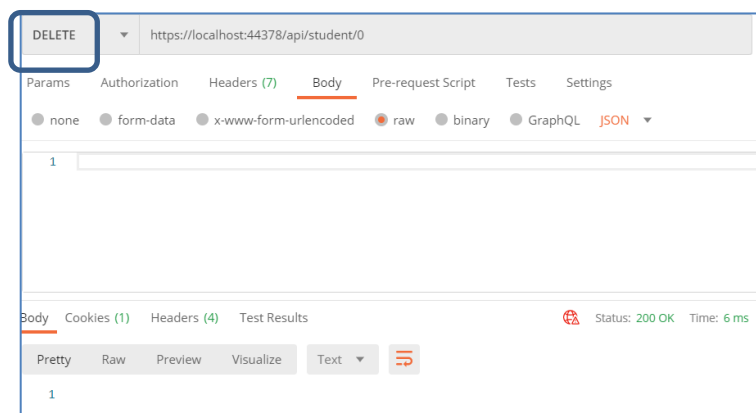 DELETE https://localhost:44378/api/student/0
Params Authorization Headers (7) Body Pre-request Script Tests Settings
none form-data x-www-form-urlencoded raw binary GraphQL JSON
1
Body Cookies (1) Headers (4) Test Results Status: 200 OK Time: 6 ms
Pretty Raw Preview Visualize Text
1